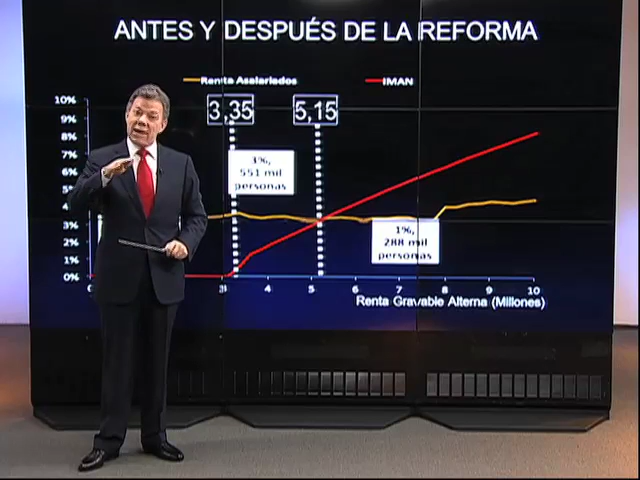 ANTES Y DESPUÉS DE LA REFORMA
Renta Asalariados
IMAN
10%
9%
8%
7%
6%
5%
4
3%
2%
1%
0%
3,35
5,15
3%,
551 mil
personas
1%,
288 mil
personas
3
4
5
6
7
8
9
10
Renta Gravable Alterna (Millones)